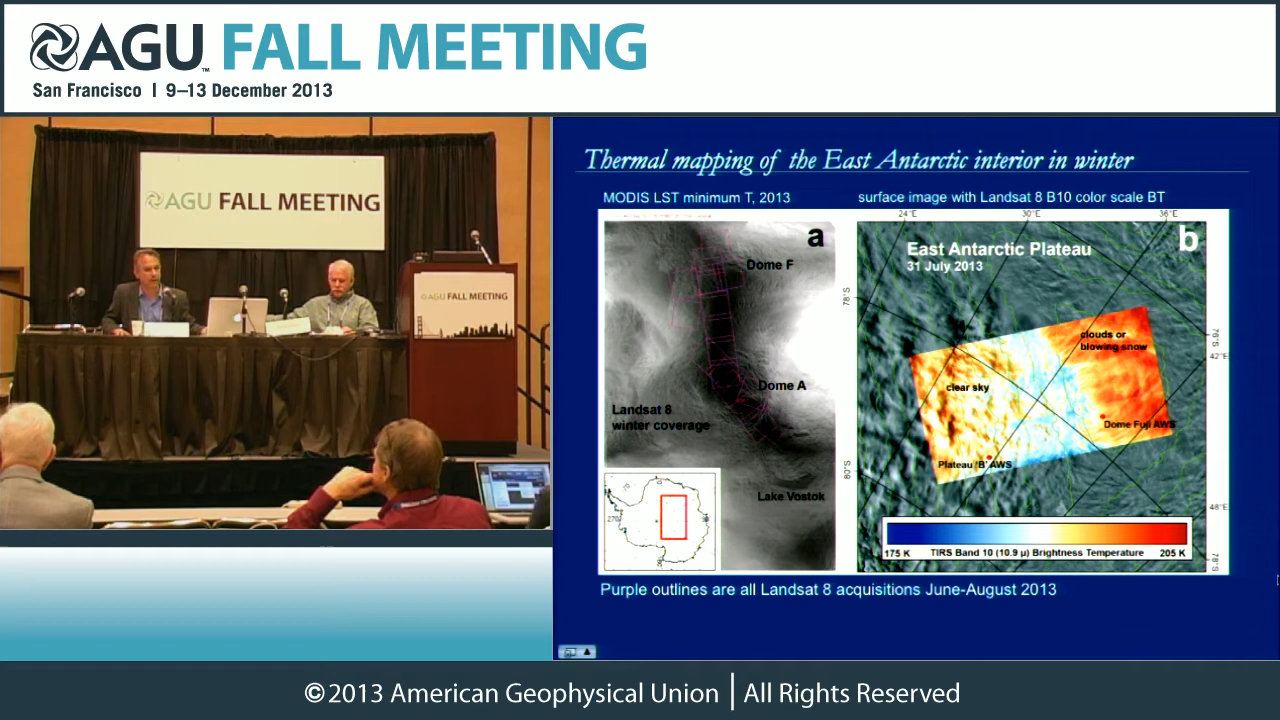 AGU™ FALL MEETING
San Francisco | 9–13 December 2013
AGU FALL MEETING
AGU FALL MEETING
Thermal mapping of the East Antarctic interior in winter
MODIS LST minimum T, 2013
surface image with Landsat 8 B10 color scale BT
a
Dome F
Dome A
Landsat 8
winter coverage
Lake Vostok
24°E
30°E
36°E
b
East Antarctic Plateau
31 July 2013
78°S
76°S
42°E
clouds or
blowing snow
clear sky
Dome Fuji AWS
Plateau 'B' AWS
80°S
48°E
78°S
175 K
TIRS Band 10 (10.9 µ) Brightness Temperature
205 K
Purple outlines are all Landsat 8 acquisitions June-August 2013
©2013 American Geophysical Union | All Rights Reserved